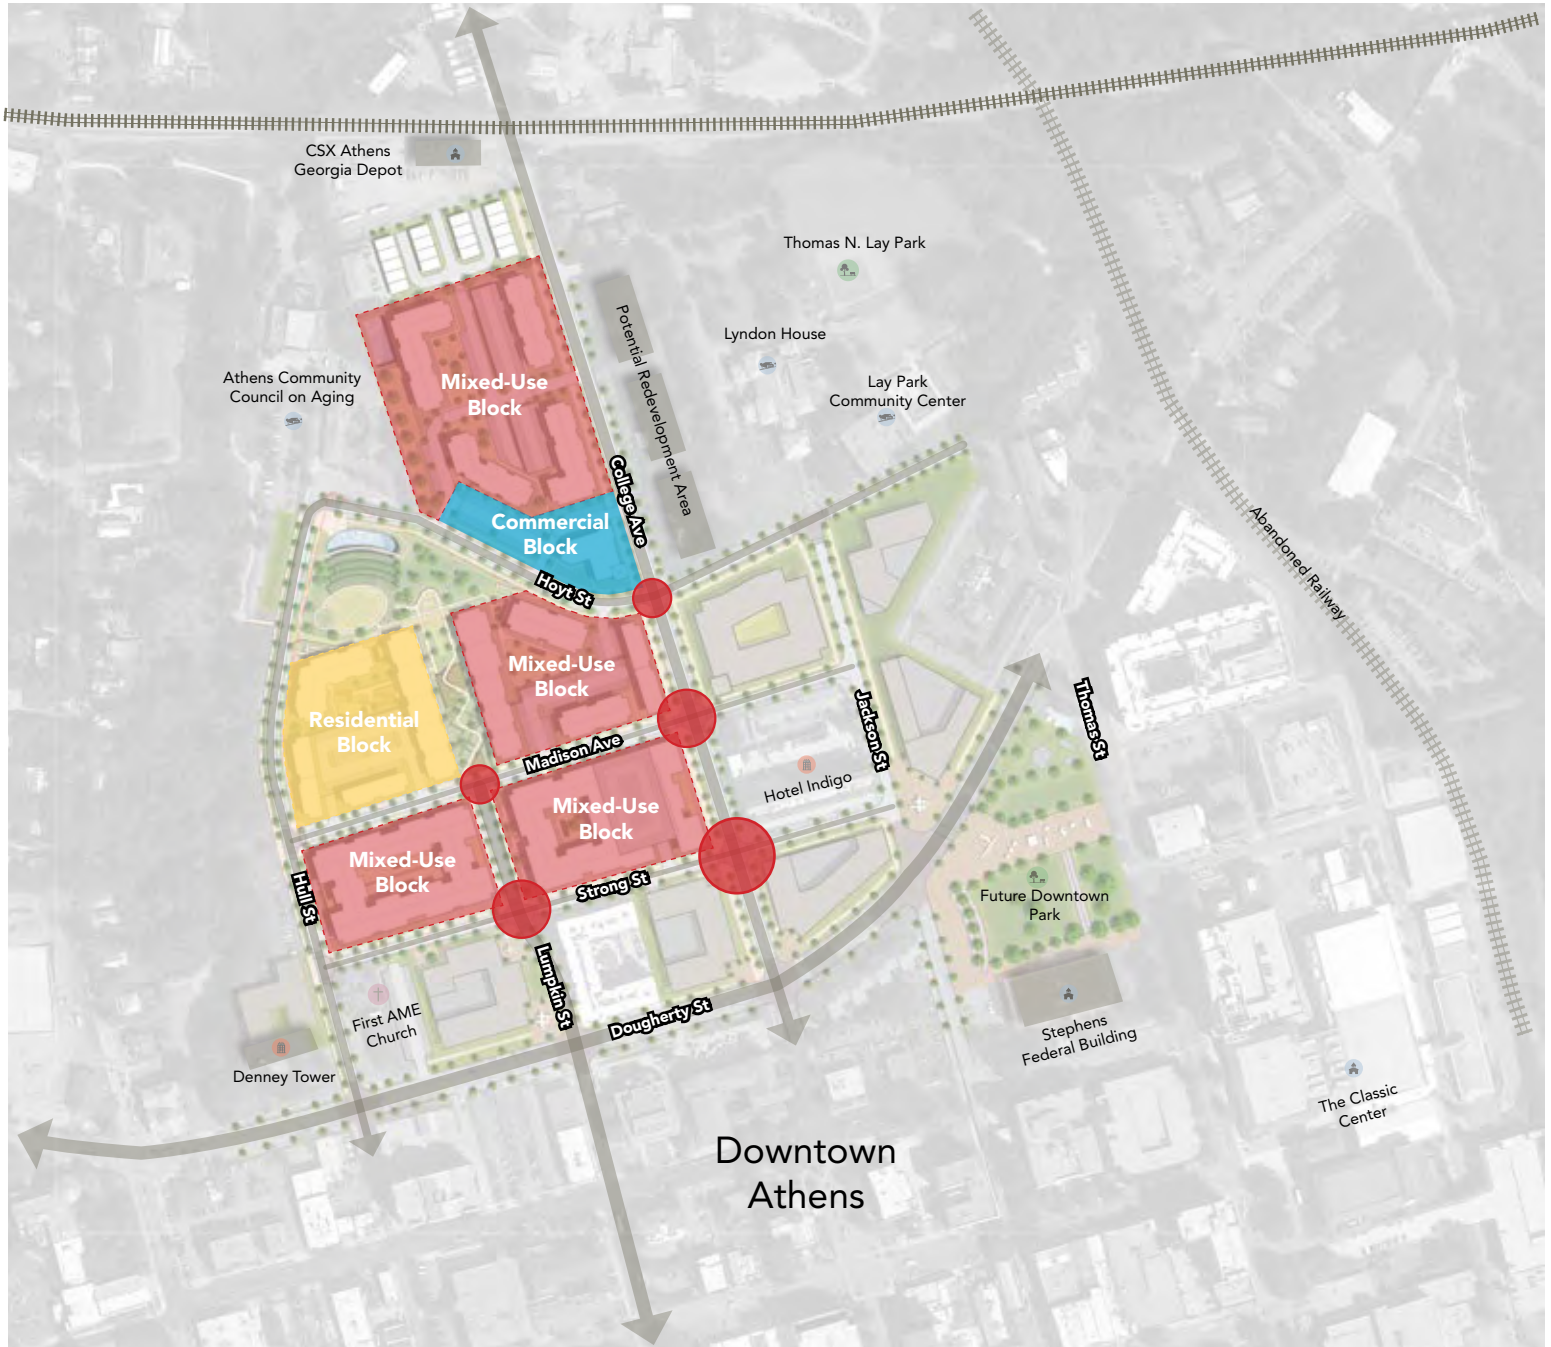 CSX Athens
Georgia Depot
Thomas N. Lay Park
Potential Redevelopment Area
Lyndon House
Athens Community
Council on Aging
Mixed-Use
Block
Lay Park
Community Center
College Ave
Commercial
Block
Hoyt St
Abandoned Railway
Mixed-Use
Block
Residential
Block
Madison Ave
Jackson St
Thomas St
Hotel Indigo
Mixed-Use
Block
Mixed-Use
Block
Hull St
Strong St
Future Downtown
Park
Lumpkin St
First AME
Church
Dougherty St
Stephens
Federal Building
Denney Tower
The Classic
Center
Downtown
Athens